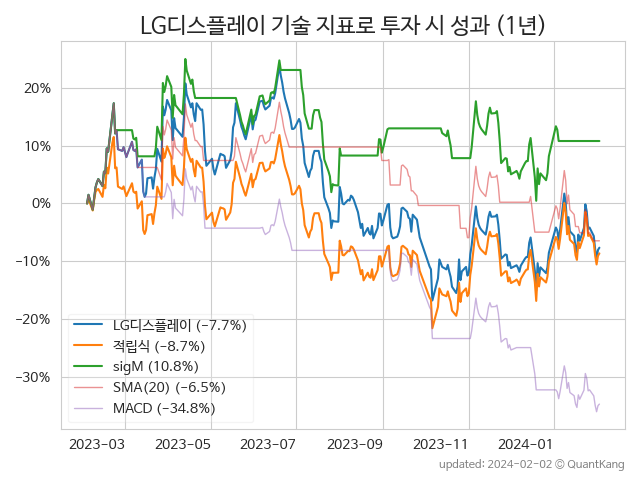 LG디스플레이 기술 지표로 투자 시 성과 (1년)
20%
10%
0%
−10%
−20%
−30%
LG디스플레이 (−7.7%)
적립식 (−8.7%)
sigM (10.8%)
SMA(20) (−6.5%)
MACD (−34.8%)
2023−03 2023−05 2023−07 2023−09 2023−11 2024−01
updated: 2024−02−02 © QuantKang